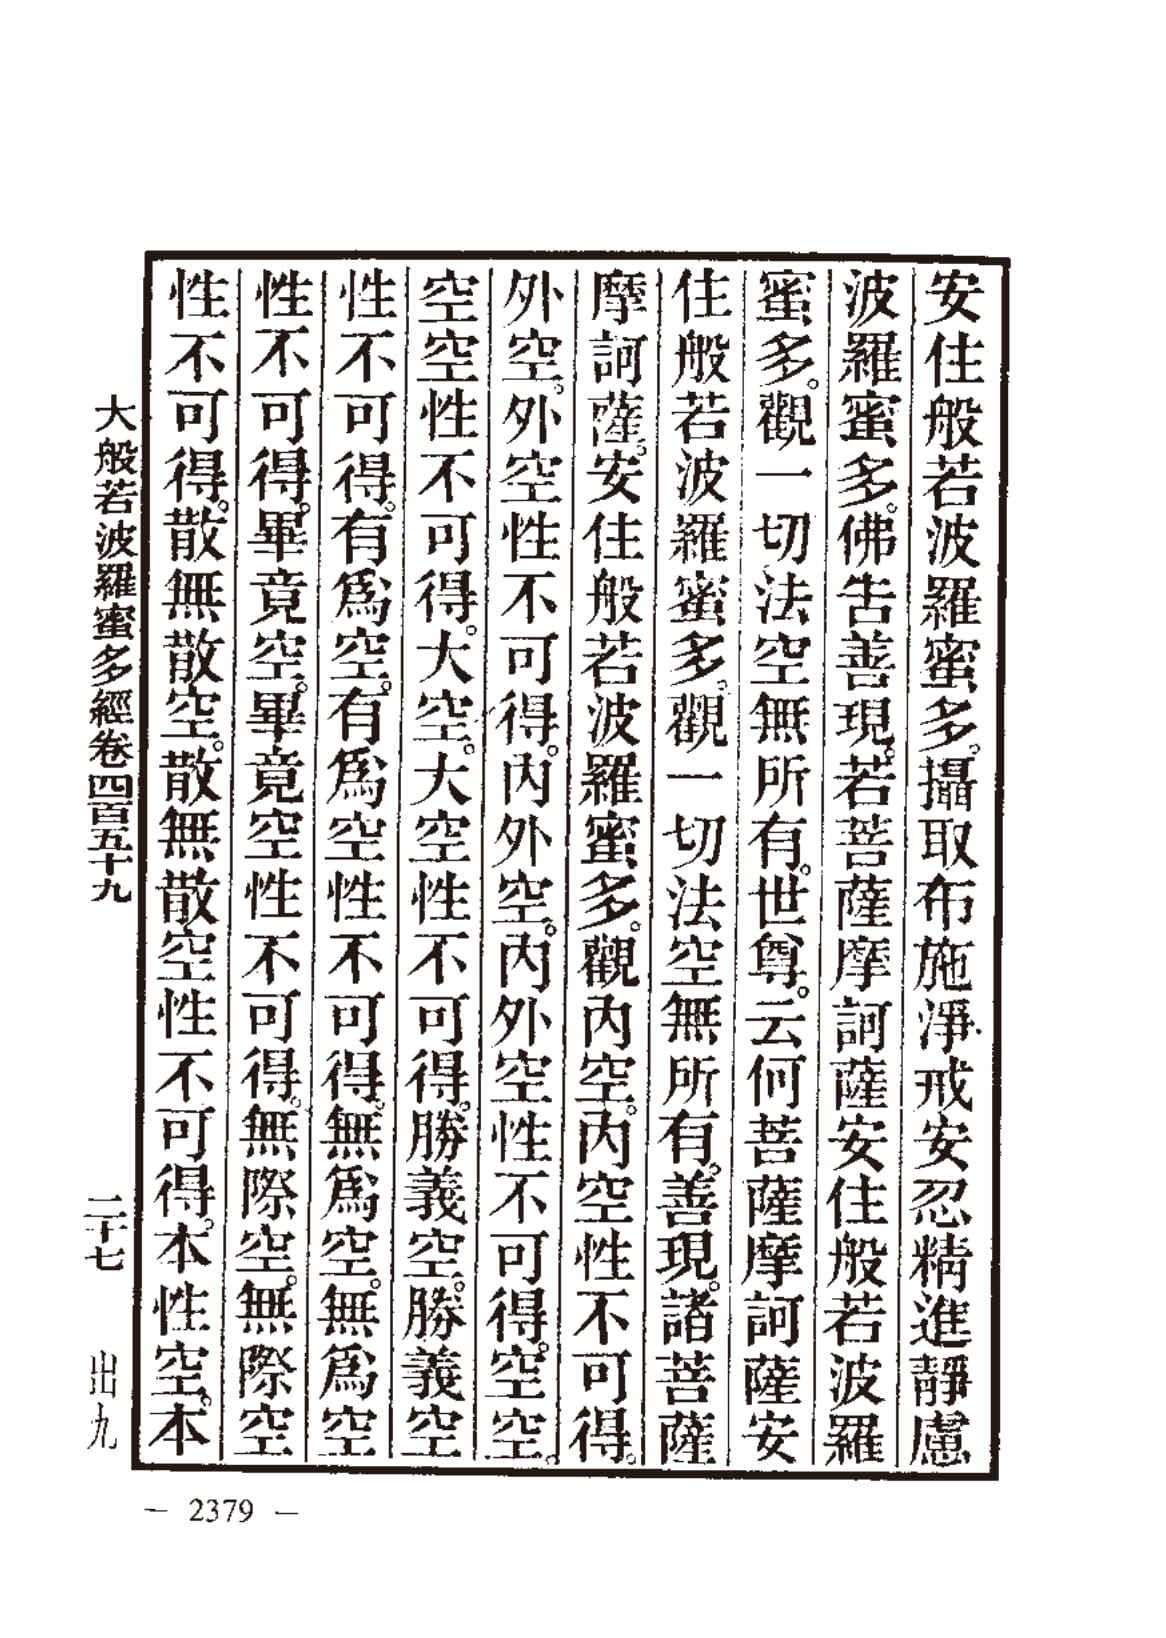 安住般若波羅蜜多。攝取布施淨戒安忍精進靜慮
波羅蜜多。佛告善現。若菩薩摩訶薩安住般若波羅
蜜多。觀一切法空無所有。世尊。云何菩薩摩訶薩安
住般若波羅蜜多。觀一切法空無所有。善現。諸菩薩
摩訶薩。安住般若波羅蜜多。觀內空。內空性不可得。
外空。外空性不可得。內外空。內外空性不可得。空空。
空空性不可得。大空。大空性不可得。勝義空。勝義空
性不可得。有爲空。有爲空性不可得。無爲空。無爲空
性不可得。畢竟空。畢竟空性不可得。無際空。無際空
性不可得。散無散空。散無散空性不可得。本性空。本
大般若波羅蜜多經卷四百五十九 二十七 出九
— 2379 —